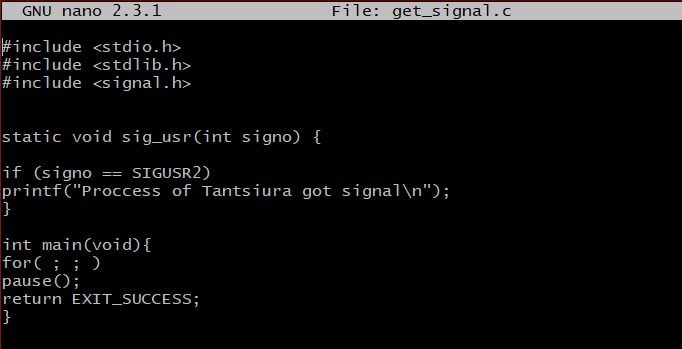 GNU nano 2.3.1 File: get_signal.c
#include <stdio.h>
#include <stdlib.h>
#include <signal.h>
static void sig_usr(int signo) {
if (signo == SIGUSR2)
printf("Proccess of Tantsiura got signal\n");
}
int main(void){
for( ; ; )
pause();
return EXIT_SUCCESS;
}